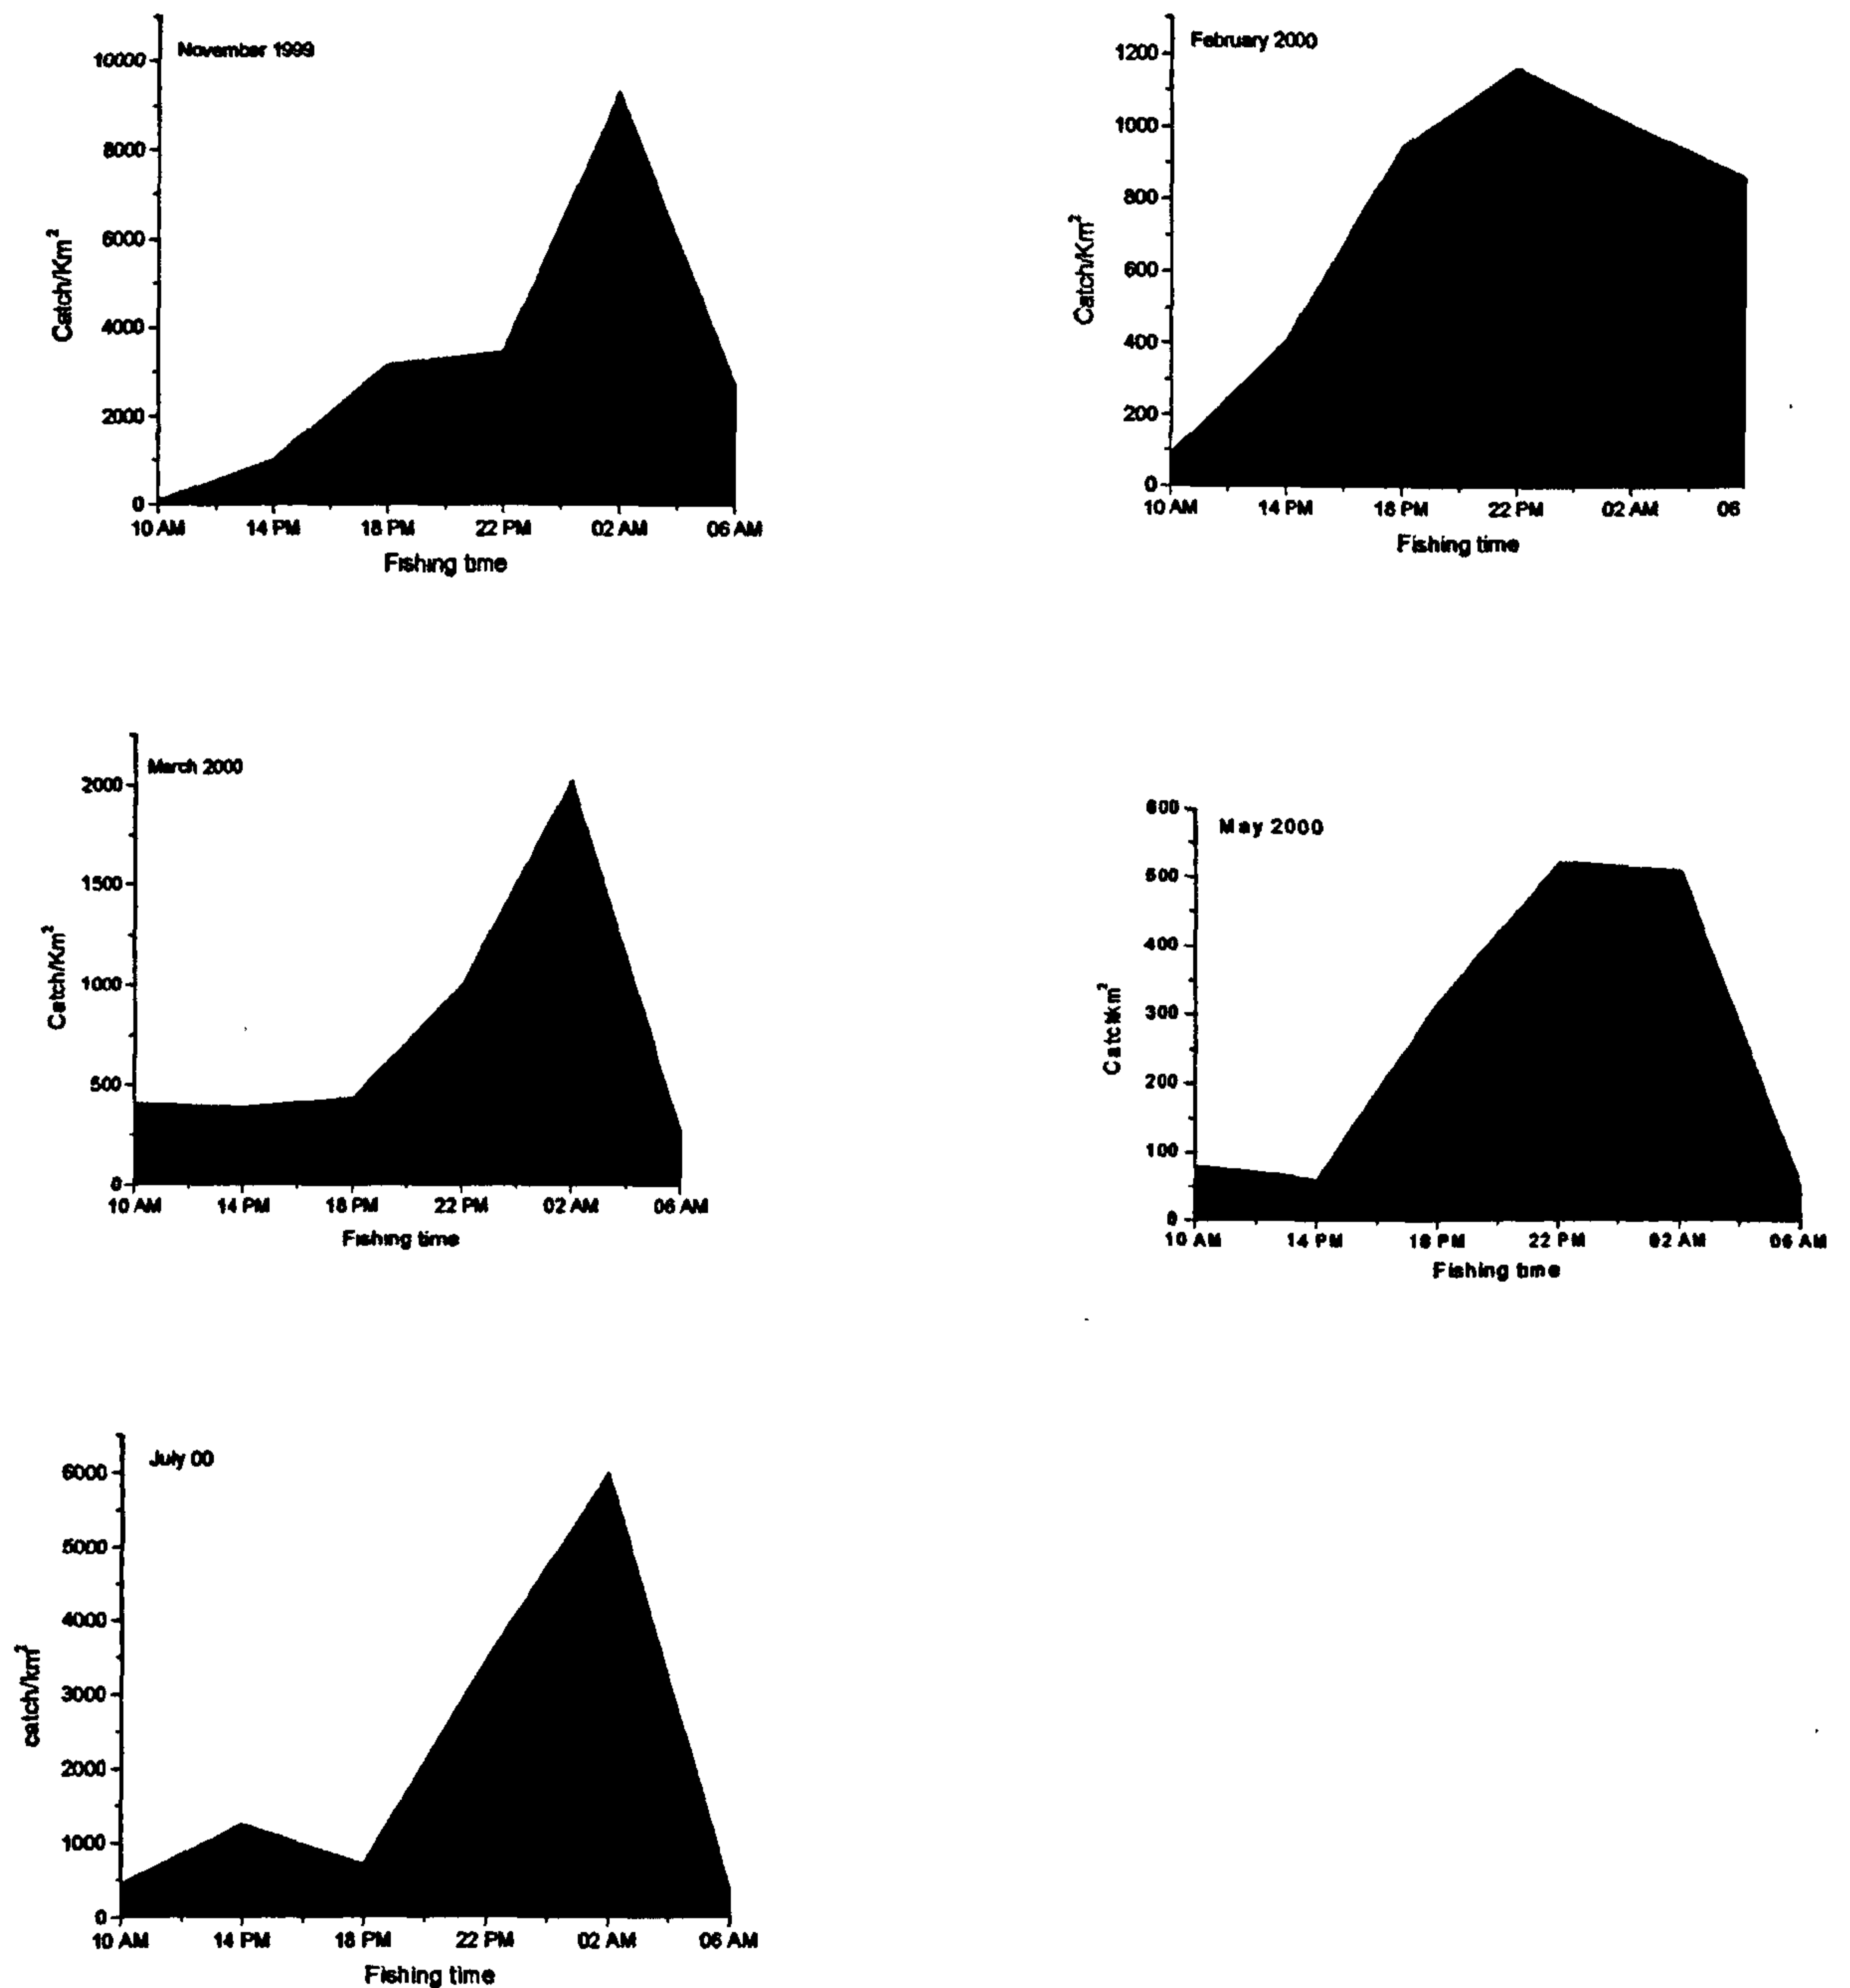 November 1999
10000
8000
6000
4000
2000
0
Catch/Km²
10 AM 14 PM 18 PM 22 PM 02 AM 06 AM
Fishing time
February 2000
1200
1000
800
600
400
200
0
Catch/Km²
10 AM 14 PM 18 PM 22 PM 02 AM 06
Fishing time
March 2000
2000
1500
1000
500
0
Catch/Km²
10 AM 14 PM 18 PM 22 PM 02 AM 06 AM
Fishing time
May 2000
600
500
400
300
200
100
0
Catch/km²
10 AM 14 PM 18 PM 22 PM 02 AM 06 AM
Fishing time
July 00
6000
5000
4000
3000
2000
1000
0
catch/km²
10 AM 14 PM 18 PM 22 PM 02 AM 06 AM
Fishing time